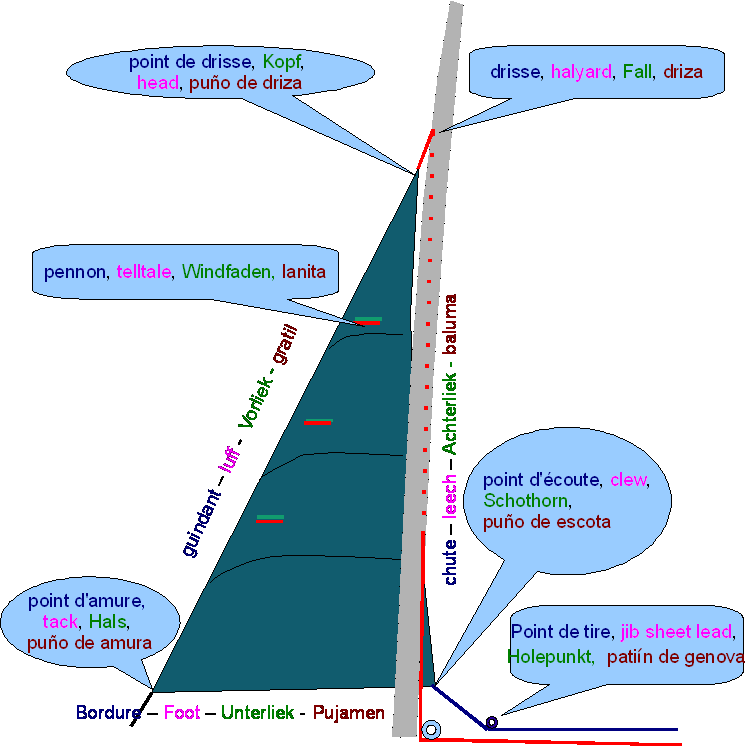 point de drisse, Kopf,
head, puño de driza
drisse, halyard, Fall, driza
pennon, telltale, Windfaden, lanita
guindant – luff - Vorliek - gratil
chute – leech – Achterliek - baluma
point d'écoute, clew,
Schothorn,
puño de escota
point d'amure,
tack, Hals,
puño de amura
Point de tire, jib sheet lead,
Holepunkt, patiín de genova
Bordure – Foot – Unterliek - Pujamen